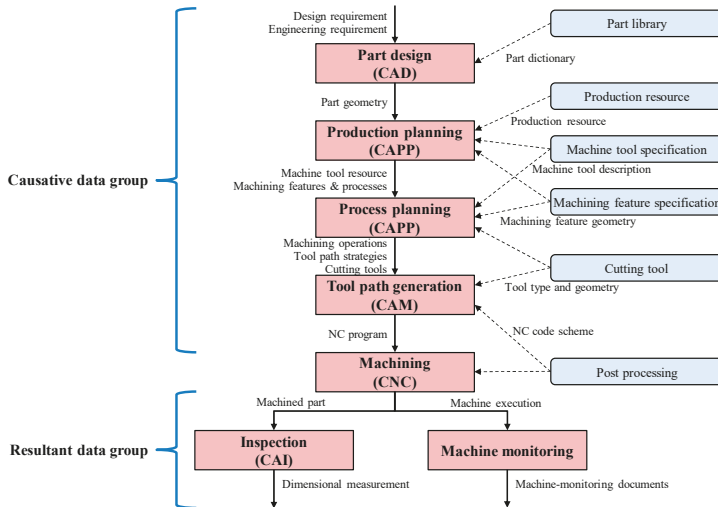 Design requirement
Engineering requirement
Part library
Part design
(CAD)
Part dictionary
Part geometry
Production resource
Production resource
Production planning
(CAPP)
Machine tool specification
Machine tool description
Machine tool resource
Machining features & processes
Causative data group
Machining feature specification
Machining feature geometry
Process planning
(CAPP)
Machining operations
Tool path strategies
Cutting tools
Cutting tool
Tool type and geometry
Tool path generation
(CAM)
NC program
NC code scheme
Machining
(CNC)
Post processing
Machined part
Machine execution
Resultant data group
Inspection
(CAI)
Machine monitoring
Dimensional measurement
Machine-monitoring documents